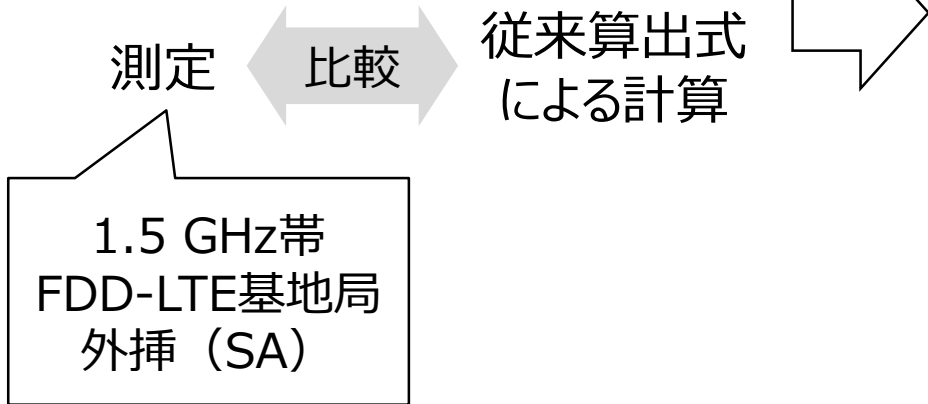 測定
比較
従来算出式
による計算
1.5 GHz帯
FDD-LTE基地局
外挿（SA）